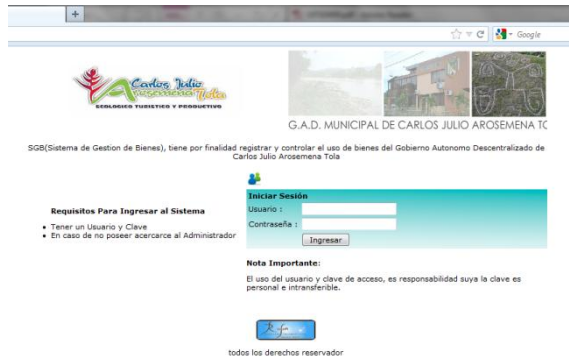 +
Google
Carlos Julio
Arosemena Tola
ECOLOGICO TURISTICO Y PRODUCTIVO
G.A.D. MUNICIPAL DE CARLOS JULIO AROSEMENA TO
SGB(Sistema de Gestion de Bienes), tiene por finalidad registrar y controlar el uso de bienes del Gobierno Autonomo Descentralizado de
Carlos Julio Arosemena Tola
Iniciar Sesión
Usuario :
Contraseña :
Ingresar
Requisitos Para Ingresar al Sistema
• Tener un Usuario y Clave
• En caso de no poseer acercarce al Administrador
Nota Importante:
El uso del usuario y clave de acceso, es responsabilidad suya la clave es
personal e intransferible.
todos los derechos reservador